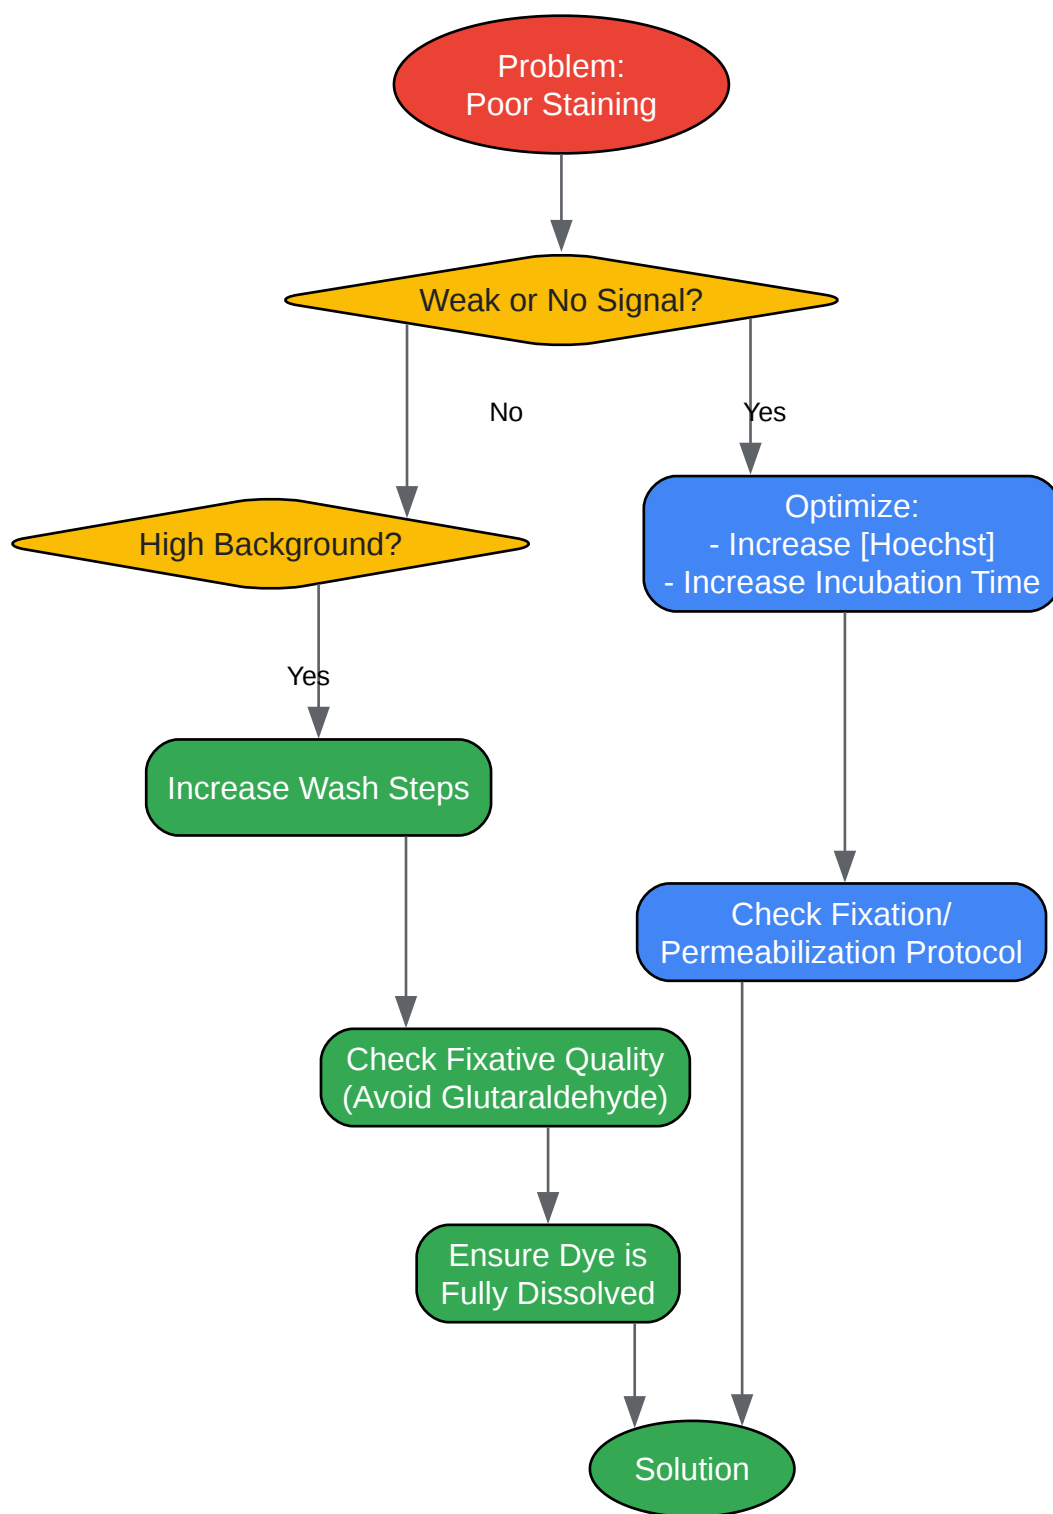 Problem:
Poor Staining
Weak or No Signal?
No
Yes
Optimize:
- Increase [Hoechst]
- Increase Incubation Time
High Background?
Yes
Increase Wash Steps
Check Fixation/
Permeabilization Protocol
Check Fixative Quality
(Avoid Glutaraldehyde)
Ensure Dye is
Fully Dissolved
Solution